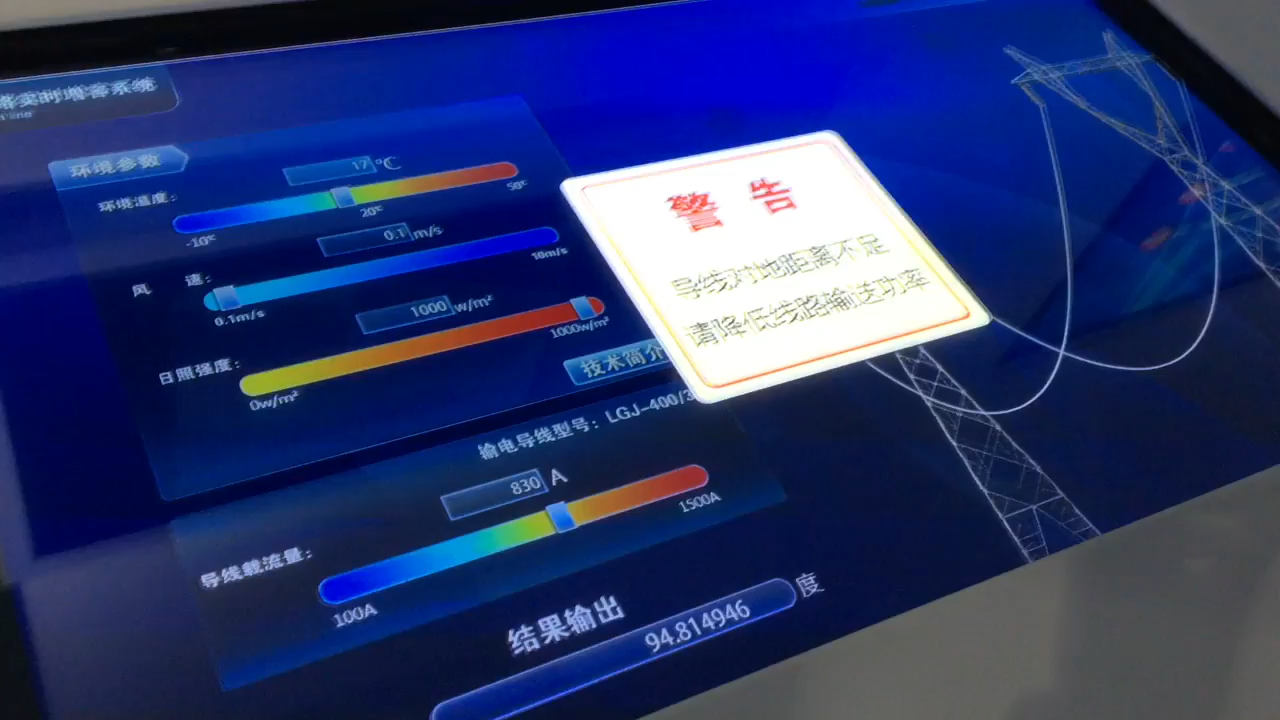 路实时增容系统
环境参数
17 ℃
环境温度:
-10℃ 20℃ 50℃
0.1 m/s
风 速:
0.1m/s 10m/s
1000 w/m²
日照强度:
0w/m² 1000w/m²
技术简介
警 告
导线对地距离不足
请降低线路输送功率
输电导线型号: LGJ-400/3
830 A
导线载流量:
100A 1500A
结果输出
94.814946 度